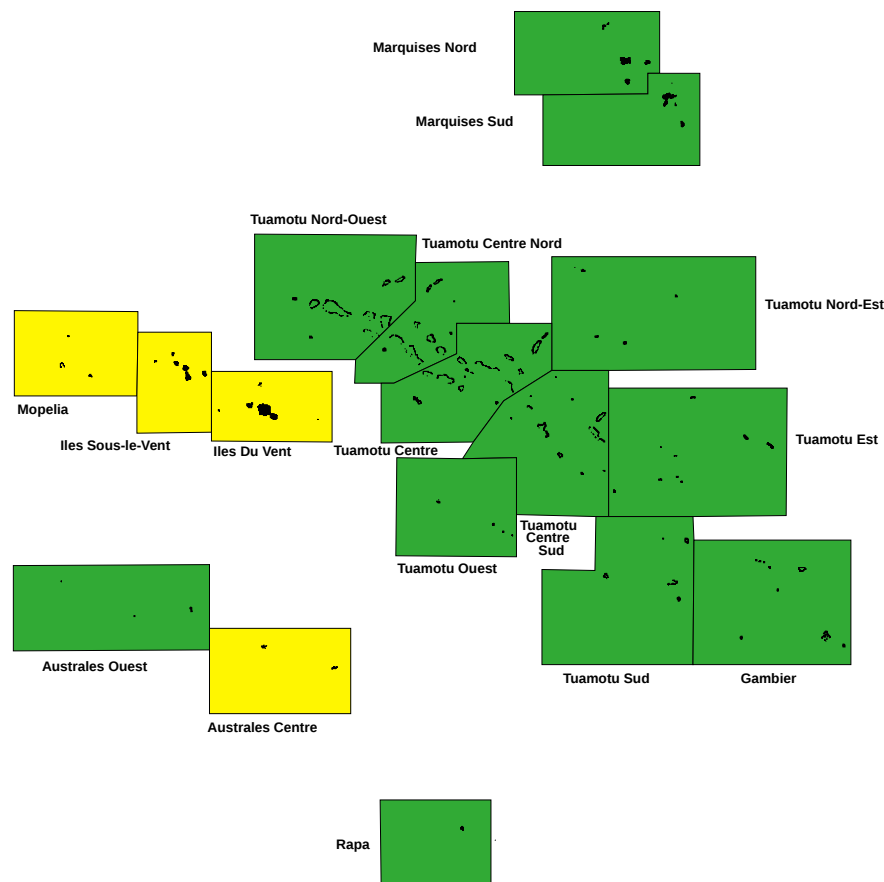 Marquises Nord
Marquises Sud
Tuamotu Nord-Ouest
Tuamotu Centre Nord
Tuamotu Nord-Est
Mopelia
Iles Sous-le-Vent
Iles Du Vent
Tuamotu Centre
Tuamotu Est
Tuamotu
Centre
Sud
Tuamotu Ouest
Australes Ouest
Tuamotu Sud
Gambier
Australes Centre
Rapa